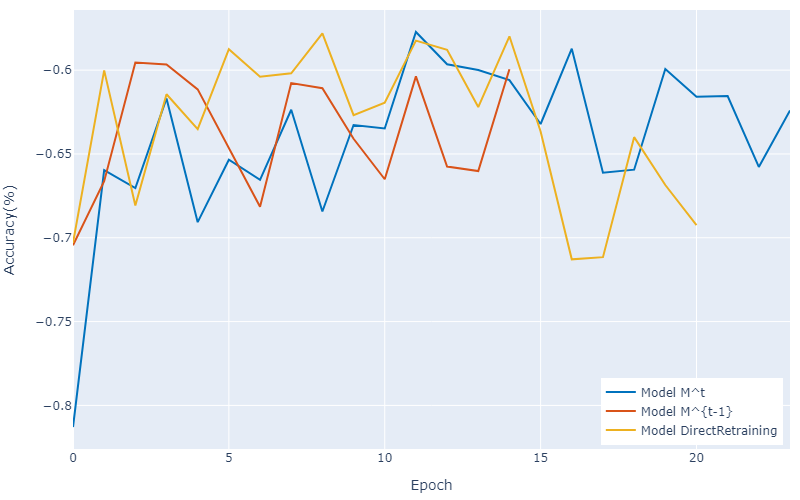 −0.6
−0.65
−0.7
−0.75
−0.8
Accuracy(%)
0 5 10 15 20
Epoch
Model M^t
Model M^{t-1}
Model DirectRetraining